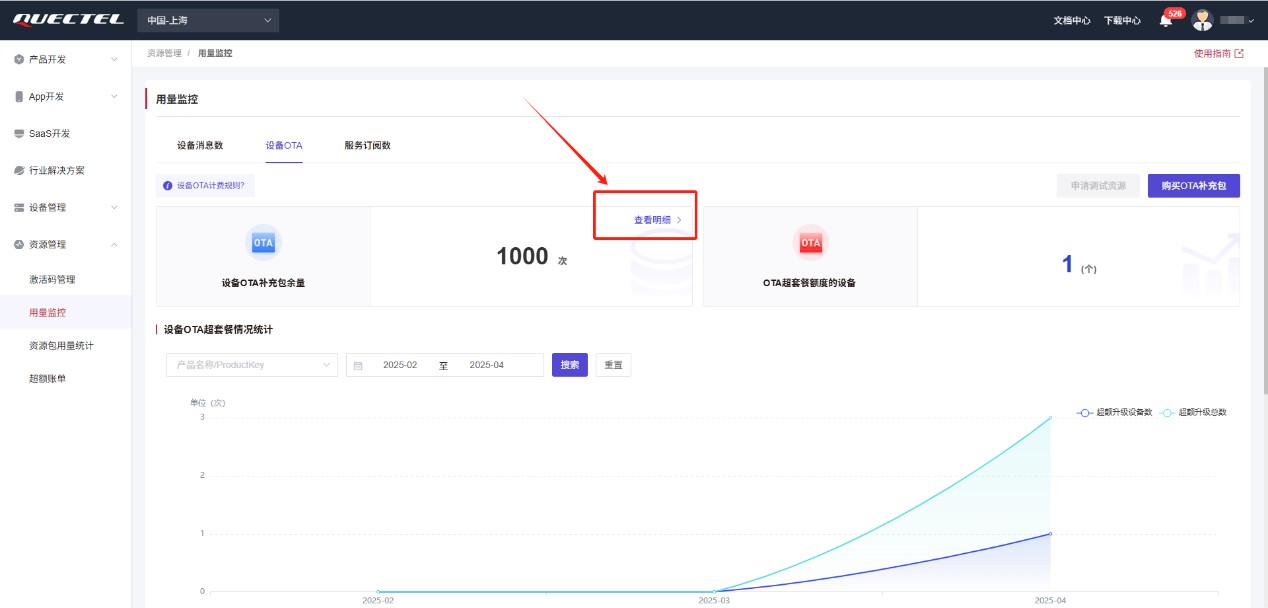 QUECTEL 中国-上海 文档中心 下载中心 526
产品开发
App开发
SaaS开发
行业解决方案
设备管理
资源管理
激活码管理
用量监控
资源包用量统计
超额账单
资源管理 / 用量监控 使用指南
用量监控
设备消息数 设备OTA 服务订阅数
设备OTA计费规则? 申请调试资源 购买OTA补充包
OTA
设备OTA补充包余量
查看明细 >
1000 次
OTA
OTA超套餐额度的设备
1 (个)
设备OTA超套餐情况统计
产品名称/ProductKey 2025-02 至 2025-04 搜索 重置
单位（次）
超额升级设备数 超额升级总数
3
2
1
0
2025-02 2025-03 2025-04